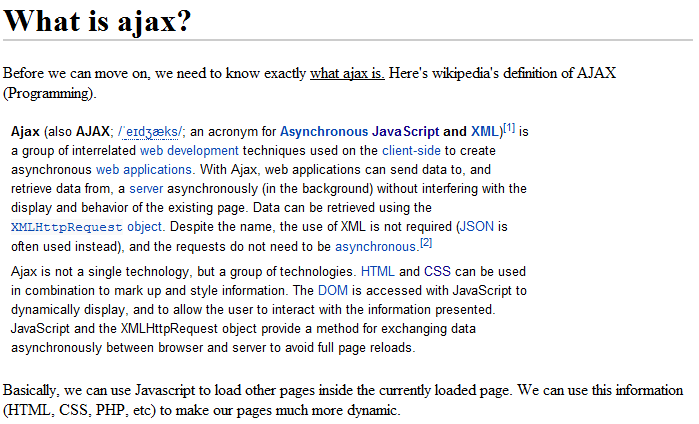 What is ajax?
Before we can move on, we need to know exactly what ajax is. Here's wikipedia's definition of AJAX
(Programming).
Ajax (also AJAX; /ˈeɪdʒæks/; an acronym for Asynchronous JavaScript and XML)[1] is
a group of interrelated web development techniques used on the client-side to create
asynchronous web applications. With Ajax, web applications can send data to, and
retrieve data from, a server asynchronously (in the background) without interfering with the
display and behavior of the existing page. Data can be retrieved using the
XMLHttpRequest object. Despite the name, the use of XML is not required (JSON is
often used instead), and the requests do not need to be asynchronous.[2]
Ajax is not a single technology, but a group of technologies. HTML and CSS can be used
in combination to mark up and style information. The DOM is accessed with JavaScript to
dynamically display, and to allow the user to interact with the information presented.
JavaScript and the XMLHttpRequest object provide a method for exchanging data
asynchronously between browser and server to avoid full page reloads.
Basically, we can use Javascript to load other pages inside the currently loaded page. We can use this information
(HTML, CSS, PHP, etc) to make our pages much more dynamic.